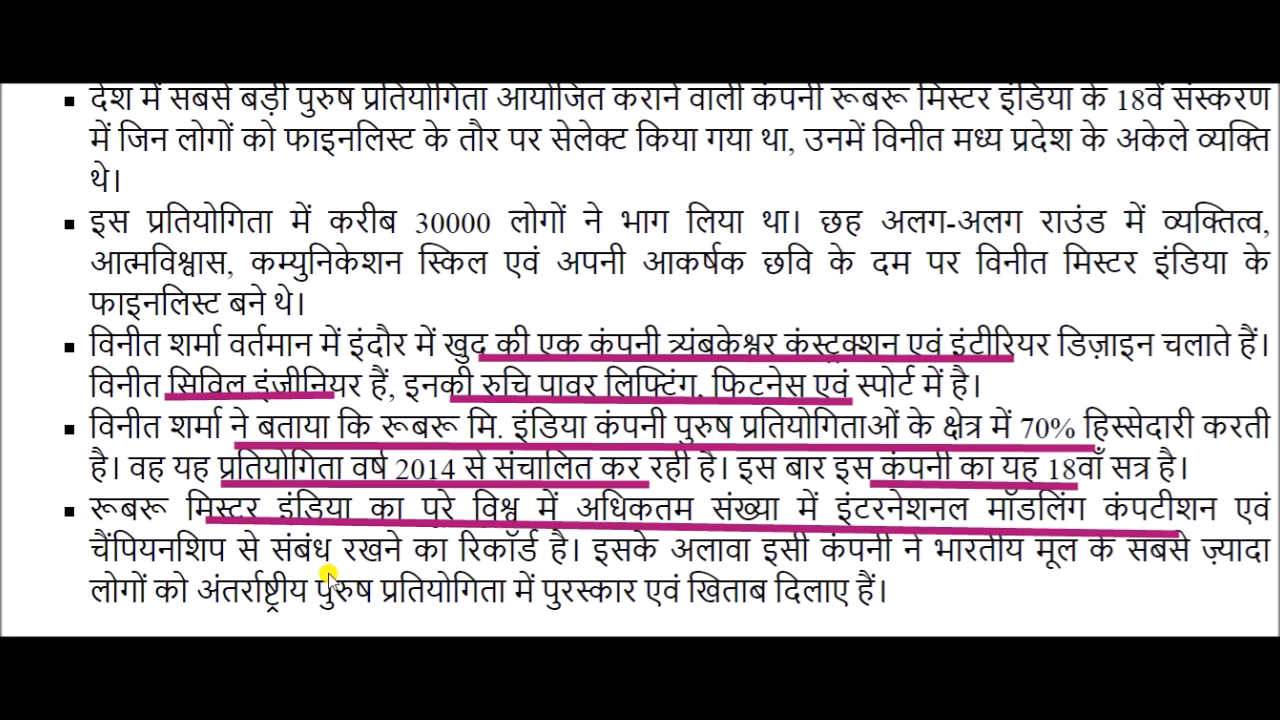 ▪ देश में सबसे बड़ी पुरुष प्रतियोगिता आयोजित कराने वाली कंपनी रूबरू मिस्टर इंडिया के 18वें संस्करण
में जिन लोगों को फाइनलिस्ट के तौर पर सेलेक्ट किया गया था, उनमें विनीत मध्य प्रदेश के अकेले व्यक्ति
थे।
▪ इस प्रतियोगिता में करीब 30000 लोगों ने भाग लिया था। छह अलग-अलग राउंड में व्यक्तित्व,
आत्मविश्वास, कम्युनिकेशन स्किल एवं अपनी आकर्षक छवि के दम पर विनीत मिस्टर इंडिया के
फाइनलिस्ट बने थे।
▪ विनीत शर्मा वर्तमान में इंदौर में खुद की एक कंपनी त्र्यंबकेश्वर कंस्ट्रक्शन एवं इंटीरियर डिज़ाइन चलाते हैं।
विनीत सिविल इंजीनियर हैं, इनकी रुचि पावर लिफ्टिंग, फिटनेस एवं स्पोर्ट में है।
▪ विनीत शर्मा ने बताया कि रूबरू मि. इंडिया कंपनी पुरुष प्रतियोगिताओं के क्षेत्र में 70% हिस्सेदारी करती
है। वह यह प्रतियोगिता वर्ष 2014 से संचालित कर रही है। इस बार इस कंपनी का यह 18वाँ सत्र है।
▪ रूबरू मिस्टर इंडिया का पूरे विश्व में अधिकतम संख्या में इंटरनेशनल मॉडलिंग कंपटीशन एवं
चैंपियनशिप से संबंध रखने का रिकॉर्ड है। इसके अलावा इसी कंपनी ने भारतीय मूल के सबसे ज़्यादा
लोगों को अंतर्राष्ट्रीय पुरुष प्रतियोगिता में पुरस्कार एवं खिताब दिलाए हैं।